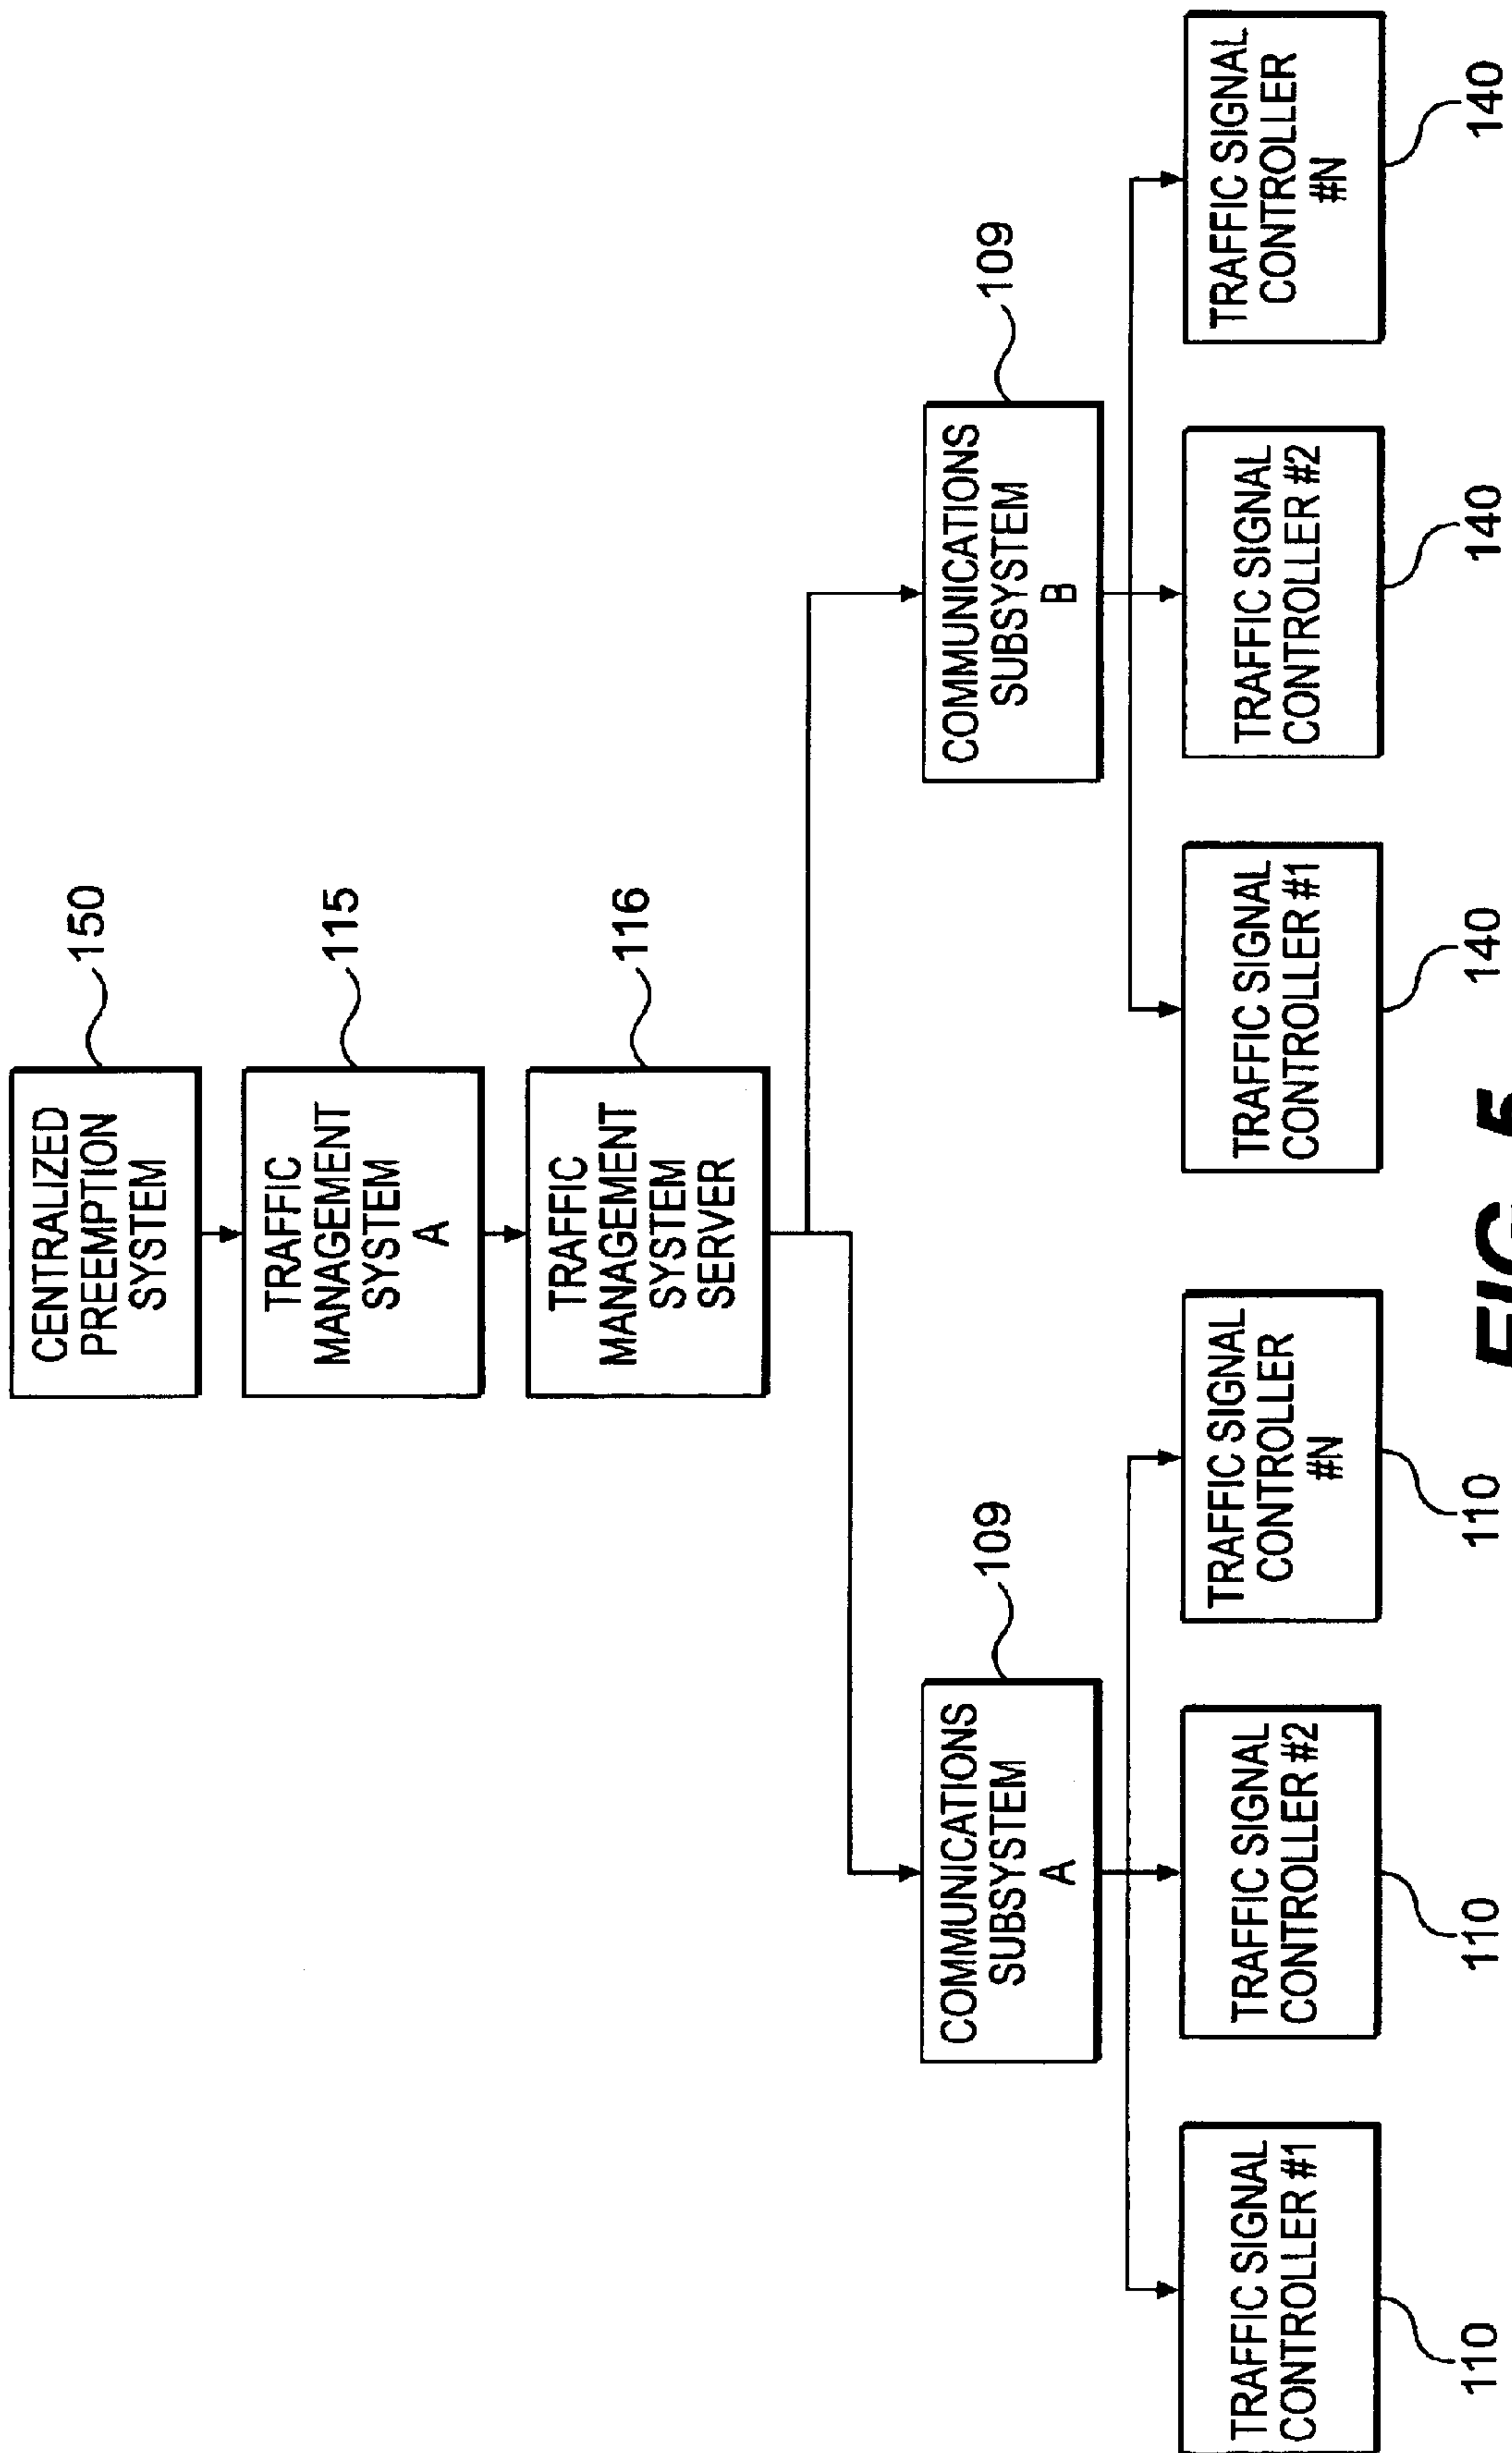 CENTRALIZED
PREEMPTION
SYSTEM
150
TRAFFIC
MANAGEMENT
SYSTEM
A
115
TRAFFIC
MANAGEMENT
SYSTEM
SERVER
116
COMMUNICATIONS
SUBSYSTEM
A
109
COMMUNICATIONS
SUBSYSTEM
B
109
TRAFFIC SIGNAL
CONTROLLER #1
110
TRAFFIC SIGNAL
CONTROLLER #2
110
TRAFFIC SIGNAL
CONTROLLER
#N
110
TRAFFIC SIGNAL
CONTROLLER #1
140
TRAFFIC SIGNAL
CONTROLLER #2
140
TRAFFIC SIGNAL
CONTROLLER
#N
140
FIG. 5